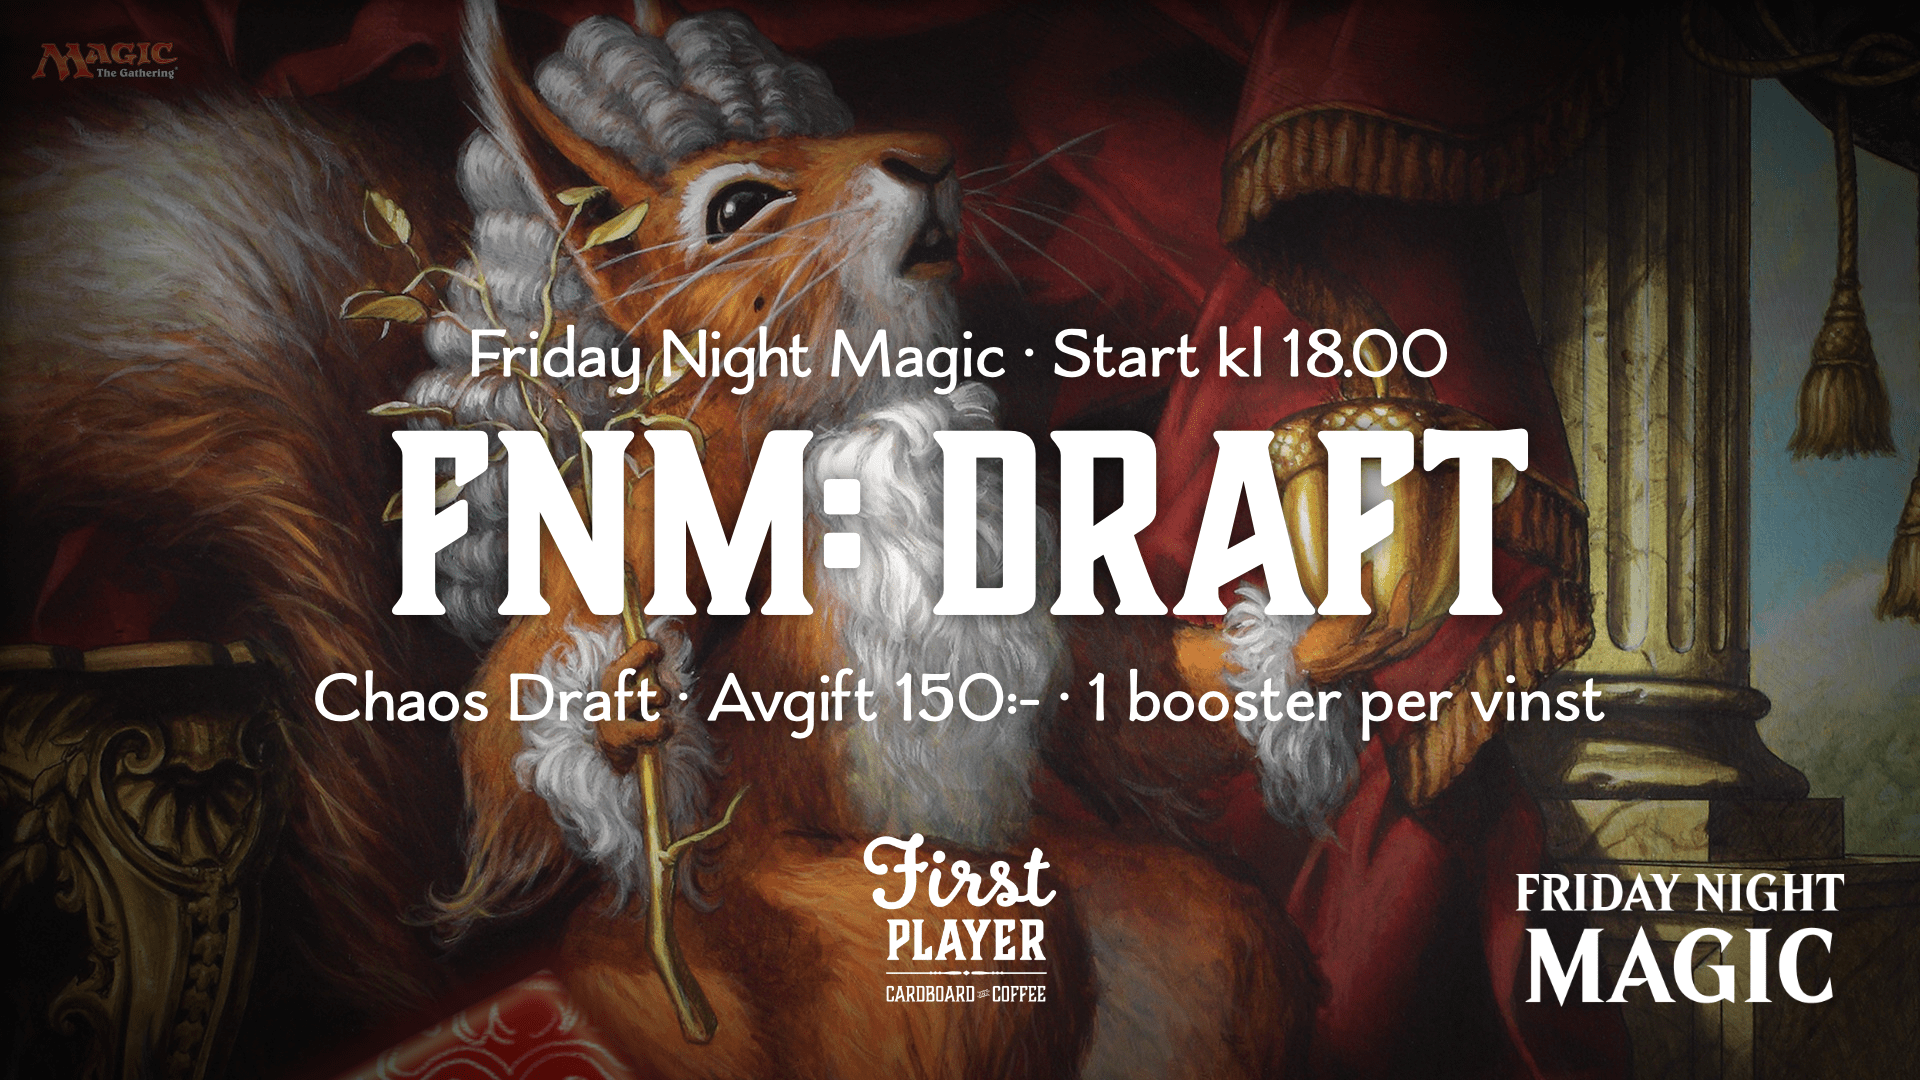 MAGIC
The Gathering®
Friday Night Magic · Start kl 18.00
FNM: DRAFT
Chaos Draft · Avgift 150:- · 1 booster per vinst
First
PLAYER
CARDBOARD COFFEE
FRIDAY NIGHT
MAGIC